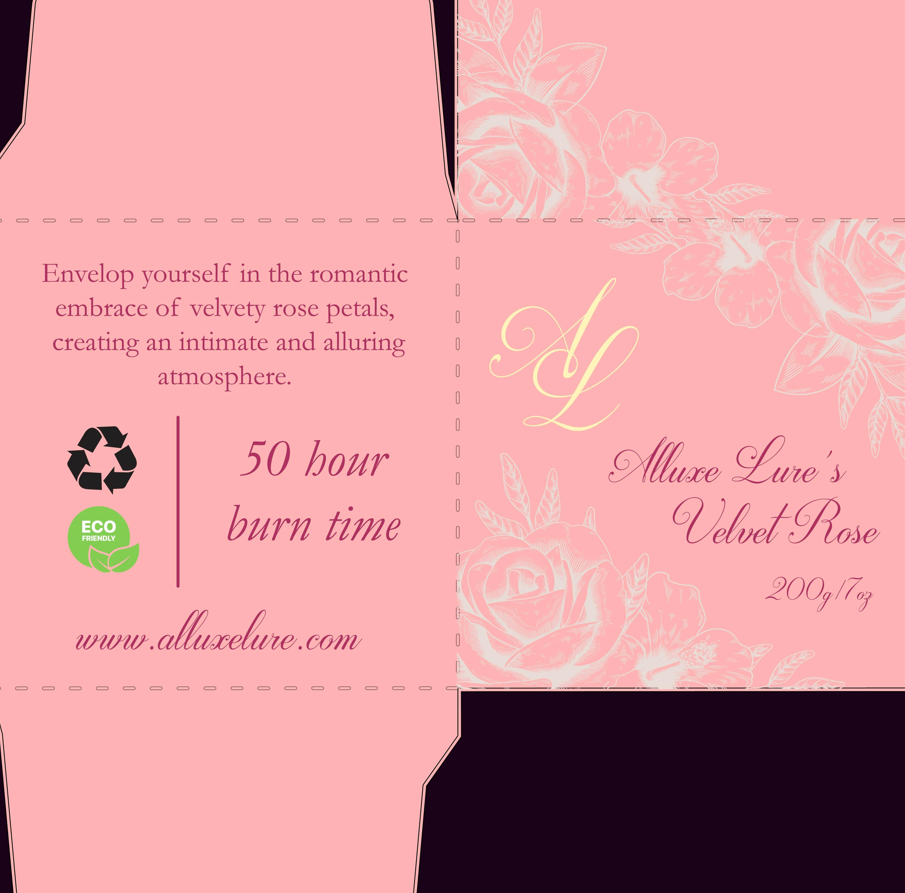 Envelop yourself in the romantic
embrace of velvety rose petals,
creating an intimate and alluring
atmosphere.
ECO
FRIENDLY
50 hour
burn time
www.alluxelure.com
AL
Alluxe Lure's
Velvet Rose
200g/7oz